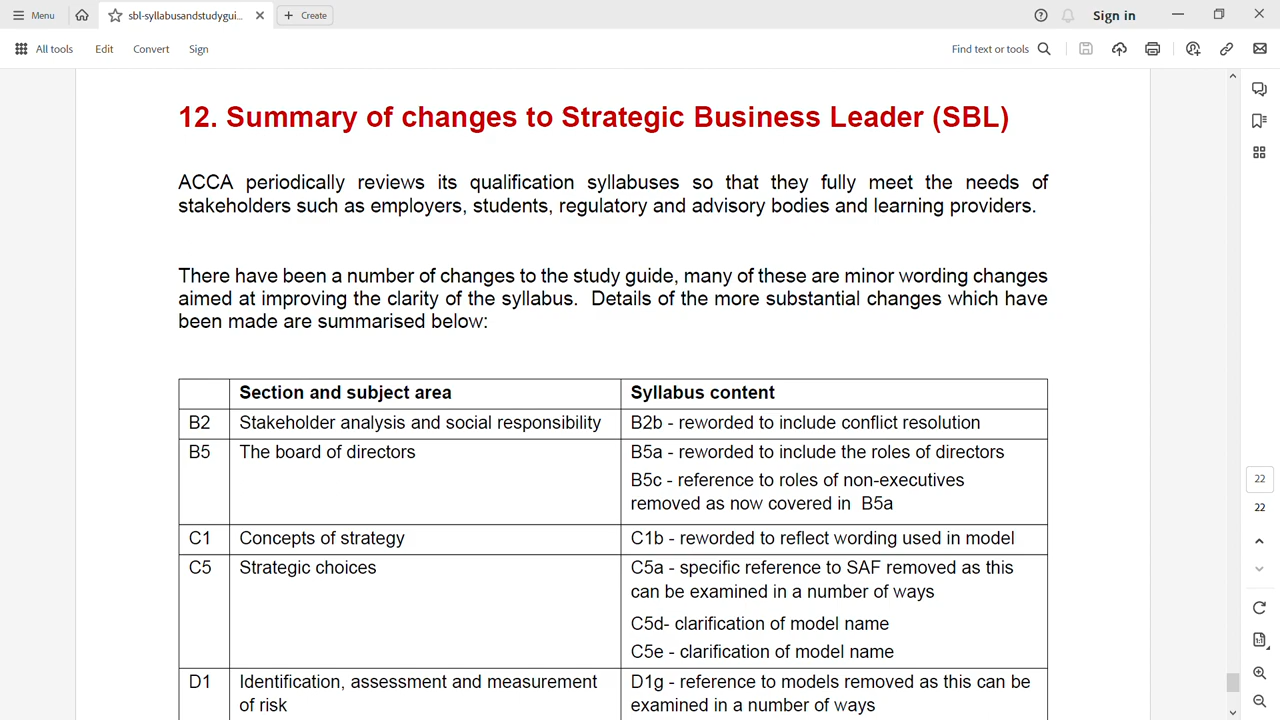 Menu
sbl-syllabusandstudygui...
Create
Sign in
All tools Edit Convert Sign
Find text or tools
12. Summary of changes to Strategic Business Leader (SBL)
ACCA periodically reviews its qualification syllabuses so that they fully meet the needs of
stakeholders such as employers, students, regulatory and advisory bodies and learning providers.
There have been a number of changes to the study guide, many of these are minor wording changes
aimed at improving the clarity of the syllabus. Details of the more substantial changes which have
been made are summarised below:
Section and subject area Syllabus content
B2 Stakeholder analysis and social responsibility B2b - reworded to include conflict resolution
B5 The board of directors B5a - reworded to include the roles of directors
B5c - reference to roles of non-executives
removed as now covered in B5a
C1 Concepts of strategy C1b - reworded to reflect wording used in model
C5 Strategic choices C5a - specific reference to SAF removed as this
can be examined in a number of ways
C5d- clarification of model name
C5e - clarification of model name
D1 Identification, assessment and measurement D1g - reference to models removed as this can be
of risk examined in a number of ways
22
22